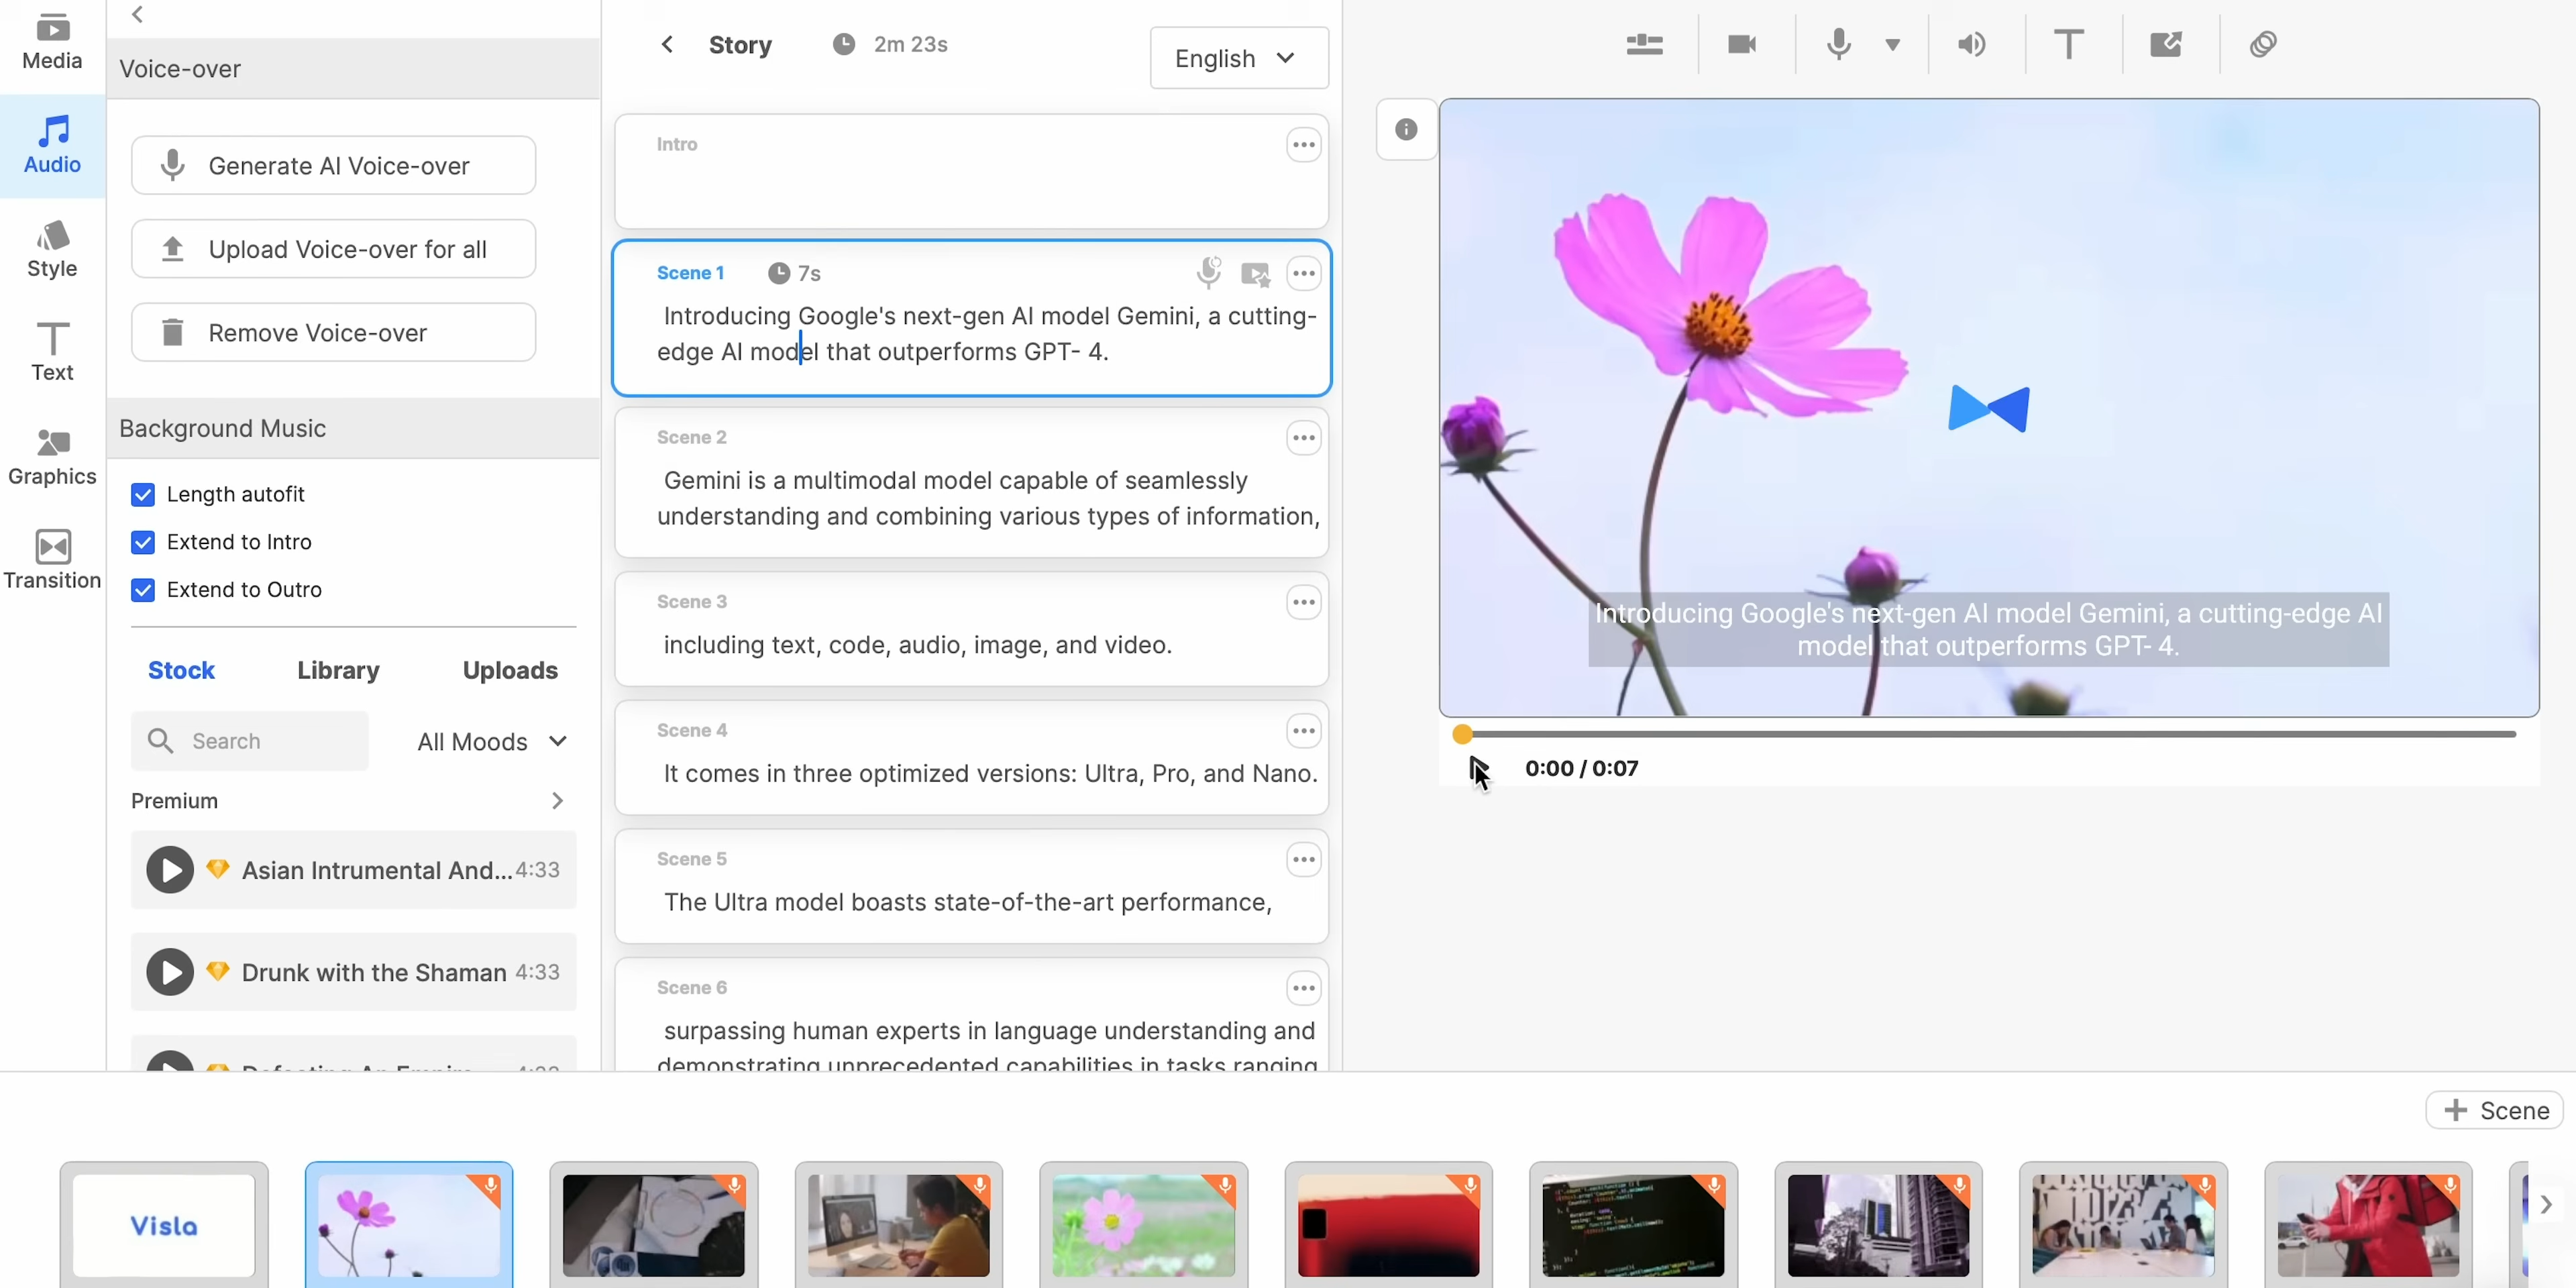 Media
Audio
Style
Text
Graphics
Transition
Voice-over
Generate AI Voice-over
Upload Voice-over for all
Remove Voice-over
Background Music
Length autofit
Extend to Intro
Extend to Outro
Stock Library Uploads
Search All Moods
Premium
Asian Intrumental And... 4:33
Drunk with the Shaman 4:33
Story 2m 23s English
Intro
Scene 1 7s
Introducing Google's next-gen AI model Gemini, a cutting-
edge AI model that outperforms GPT- 4.
Scene 2
Gemini is a multimodal model capable of seamlessly
understanding and combining various types of information,
Scene 3
including text, code, audio, image, and video.
Scene 4
It comes in three optimized versions: Ultra, Pro, and Nano.
Scene 5
The Ultra model boasts state-of-the-art performance,
Scene 6
surpassing human experts in language understanding and
demonstrating unprecedented capabilities in tasks ranging
Introducing Google's next-gen AI model Gemini, a cutting-edge AI
model that outperforms GPT- 4.
0:00 / 0:07
Scene
Visla